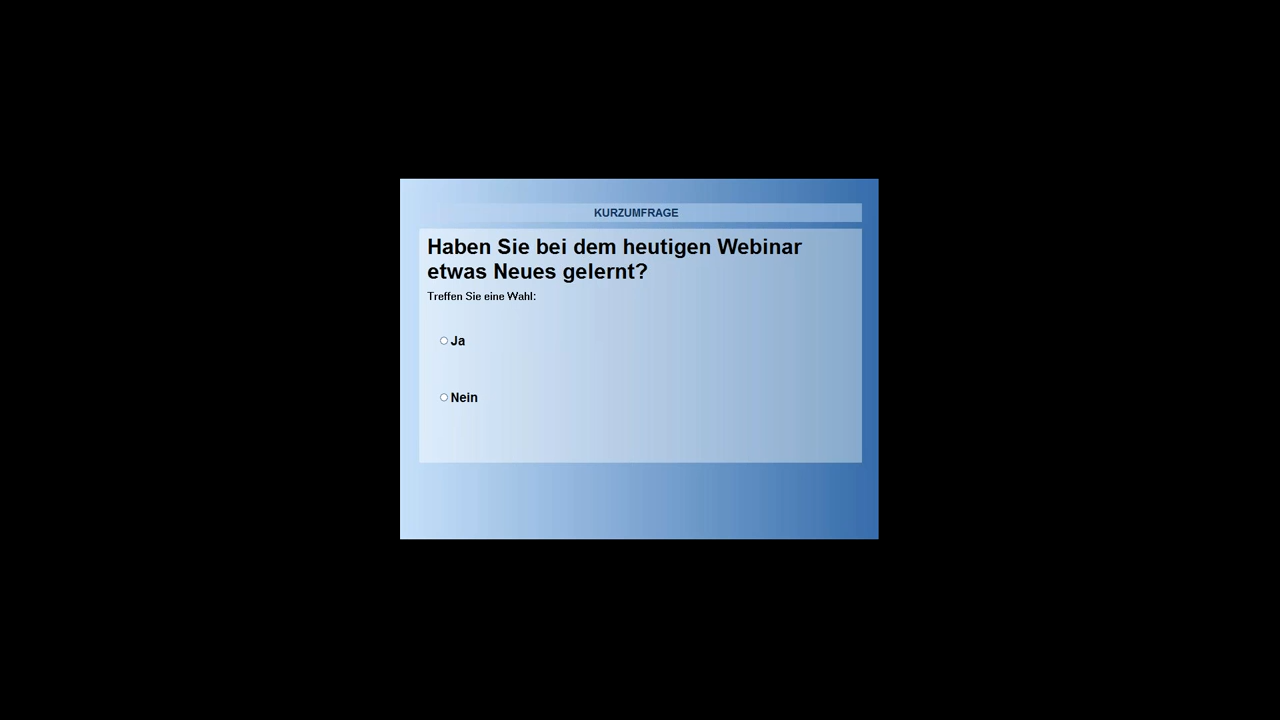 KURZUMFRAGE
Haben Sie bei dem heutigen Webinar
etwas Neues gelernt?
Treffen Sie eine Wahl:
Ja
Nein